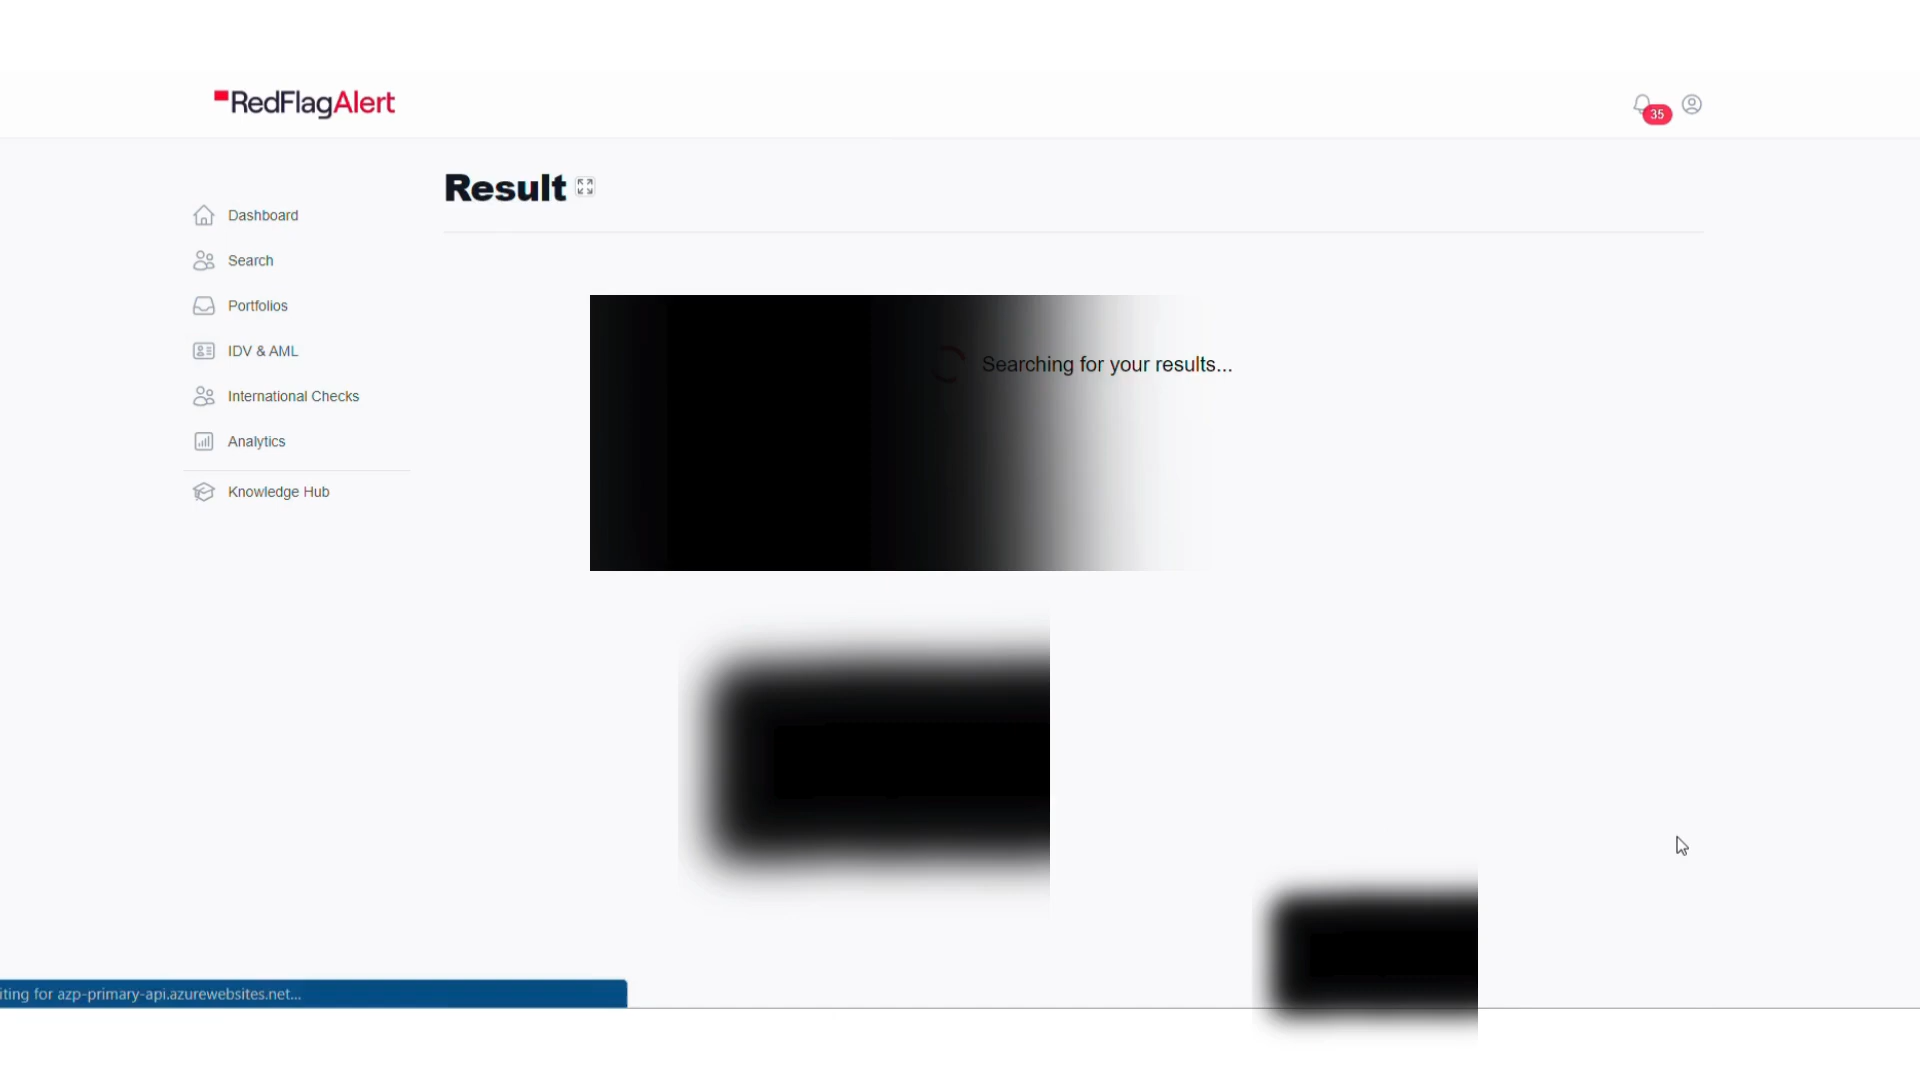 RedFlagAlert
35
Result
Dashboard
Search
Portfolios
IDV & AML
International Checks
Analytics
Knowledge Hub
Searching for your results...
iting for azp-primary-api.azurewebsites.net...